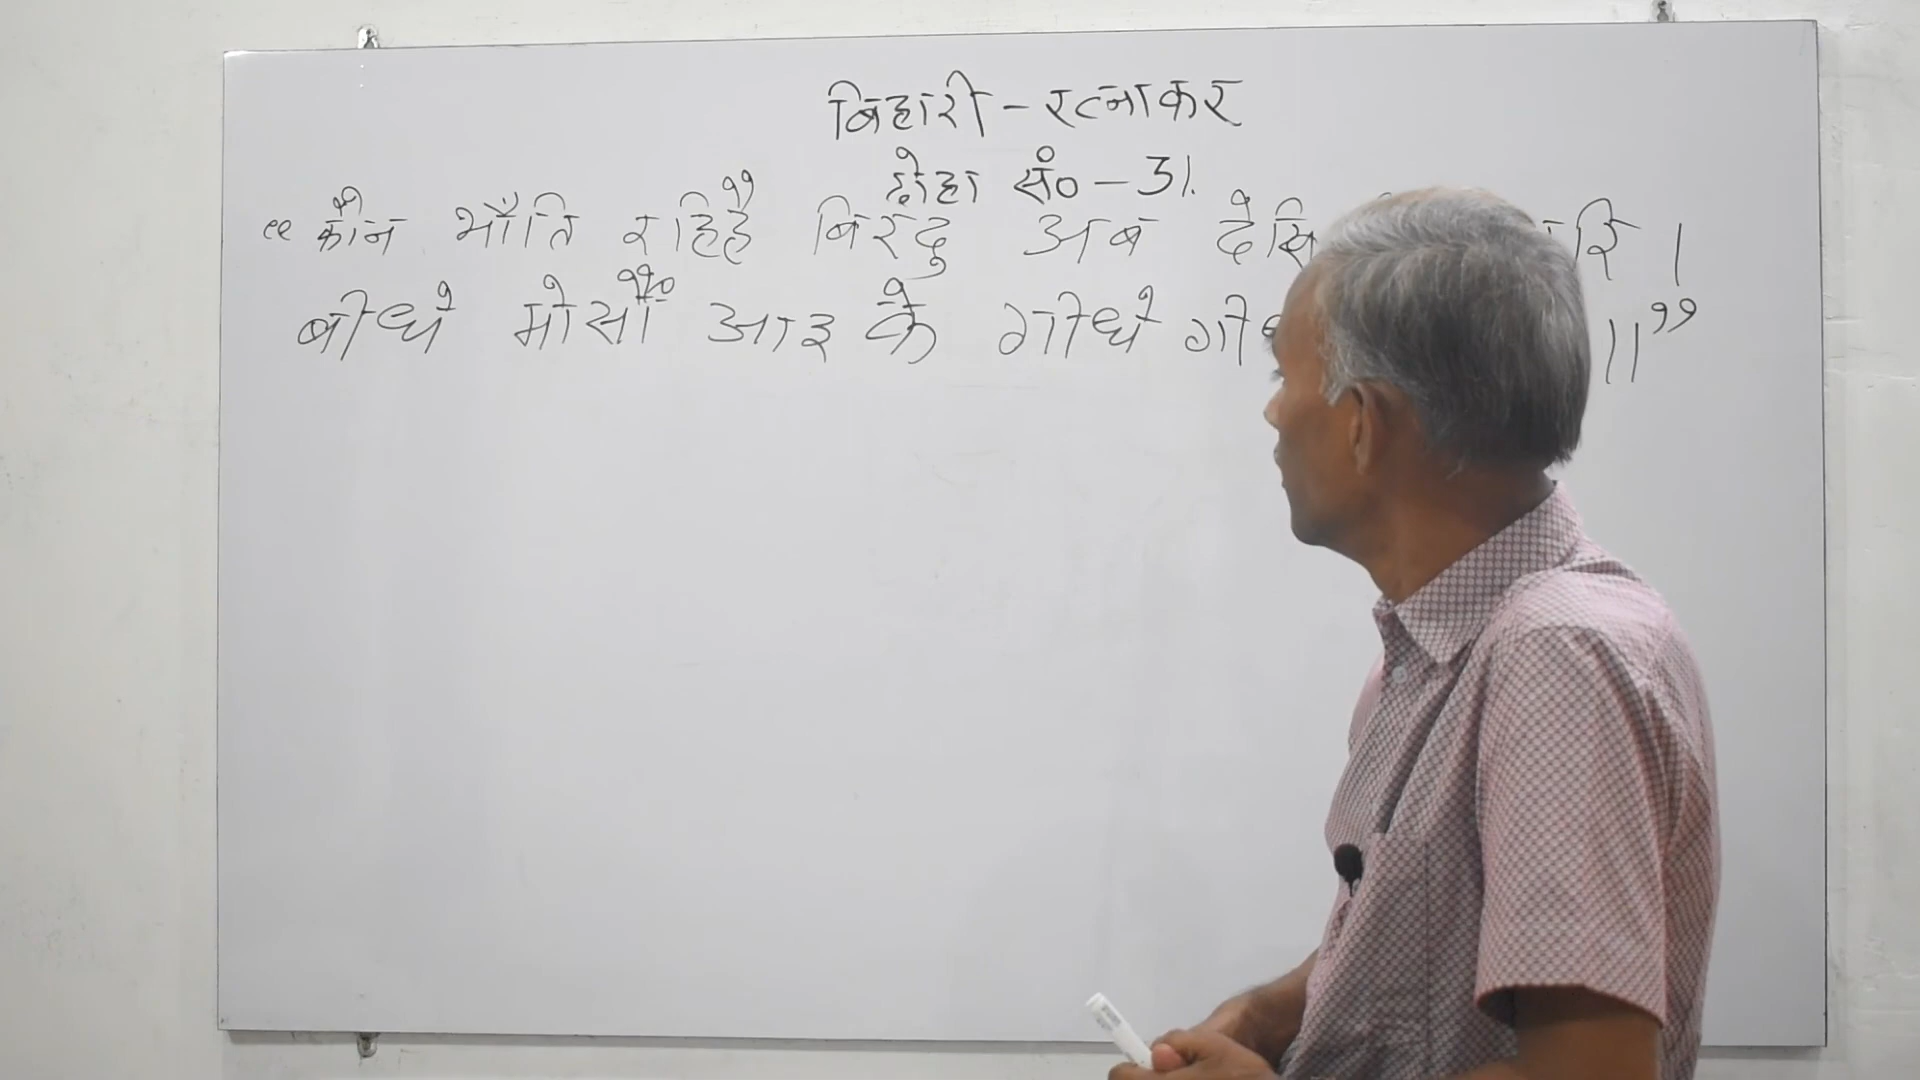 बिहारी - रत्नाकर
दोहा सं० - 31.
“कौन भाँति रहिहै बिरदु अब
बीधे मोसौं आइ कै गीधे ॥”